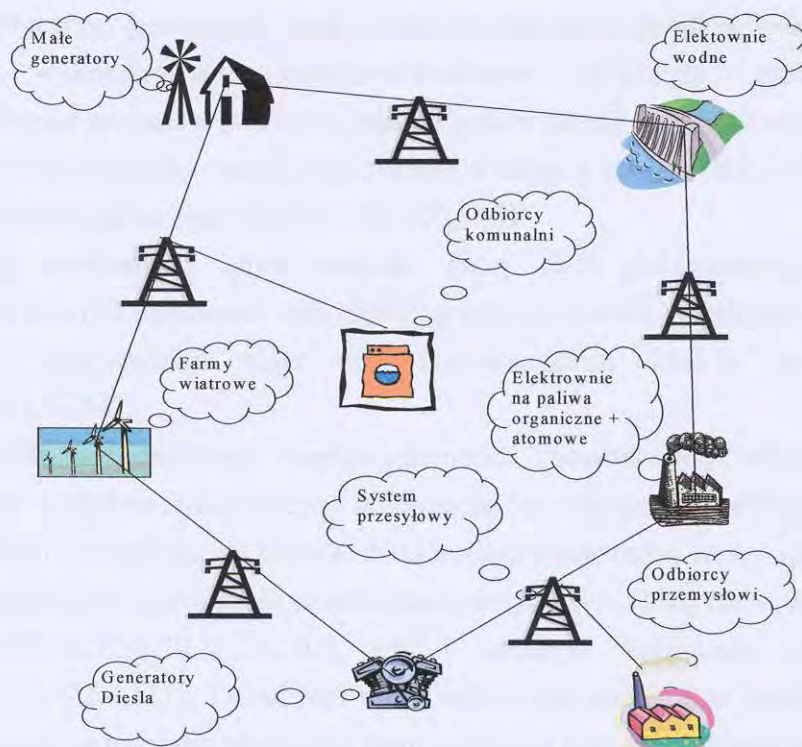 Małe
generatory
Elektownie
wodne
Odbiorcy
komunalni
Farmy
wiatrowe
Elektrownie
na paliwa
organiczne +
atomowe
System
przesyłowy
Odbiorcy
przemysłowi
Generatory
Diesla